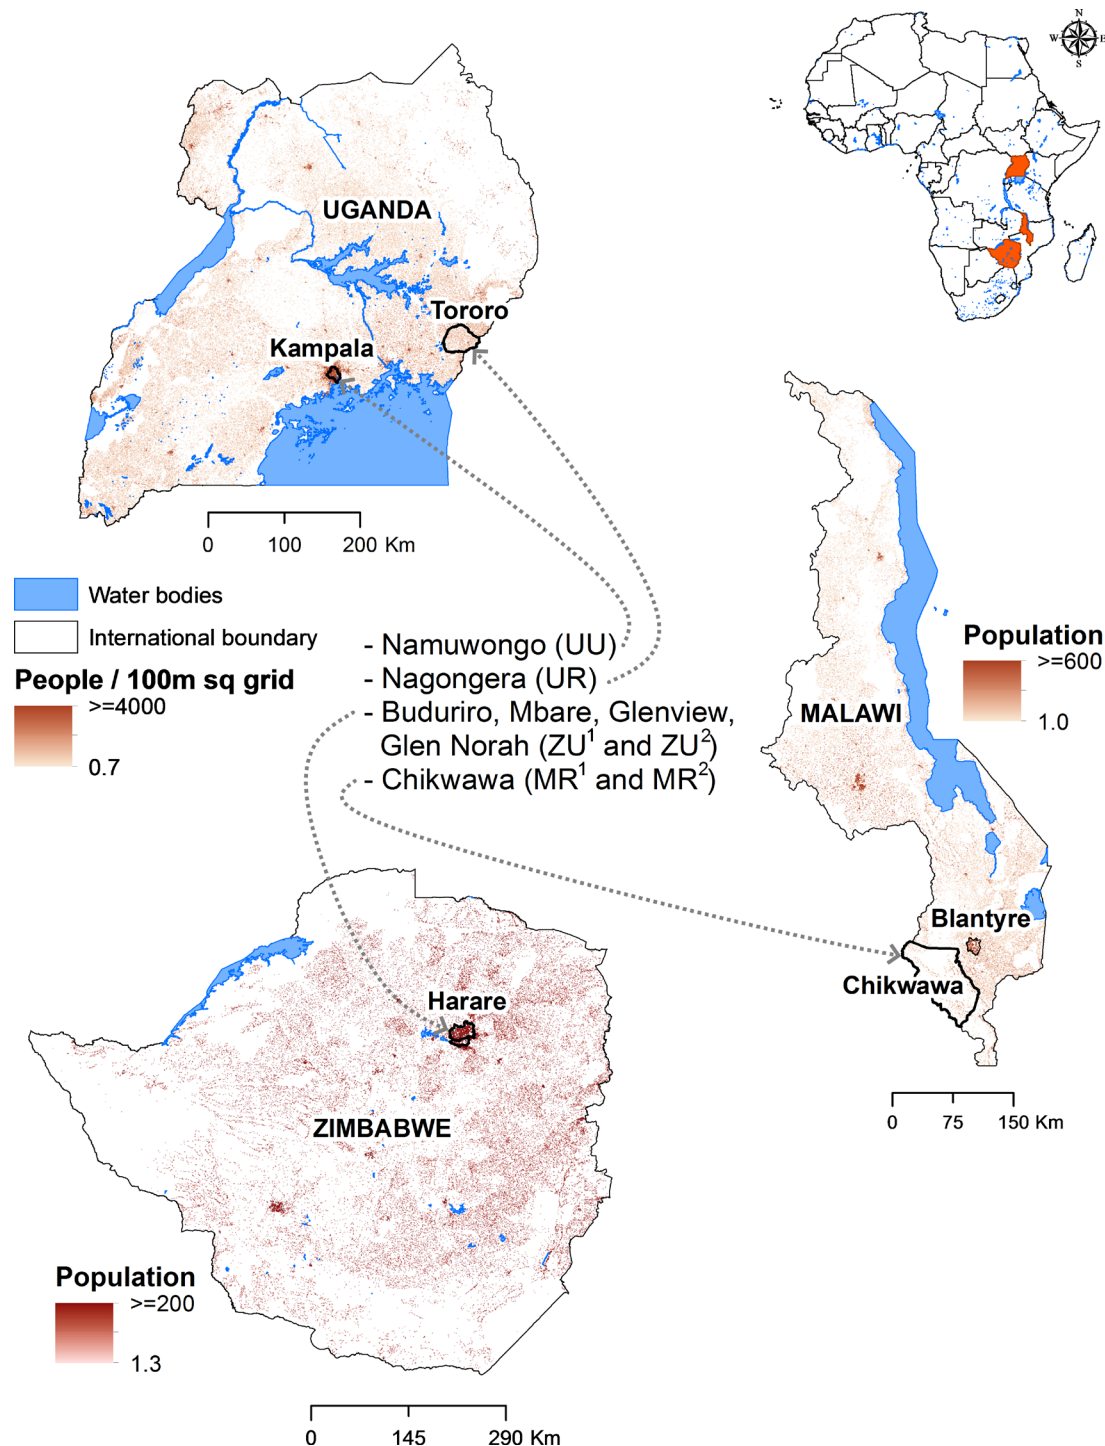 N
W E
S
UGANDA
Tororo
Kampala
0 100 200 Km
Water bodies
International boundary
People / 100m sq grid
>=4000
0.7
- Namuwongo (UU)
- Nagongera (UR)
- Buduriro, Mbare, Glenview,
Glen Norah (ZU¹ and ZU²)
- Chikwawa (MR¹ and MR²)
Population
>=600
1.0
MALAWI
Blantyre
Chikwawa
0 75 150 Km
Harare
ZIMBABWE
Population
>=200
1.3
0 145 290 Km